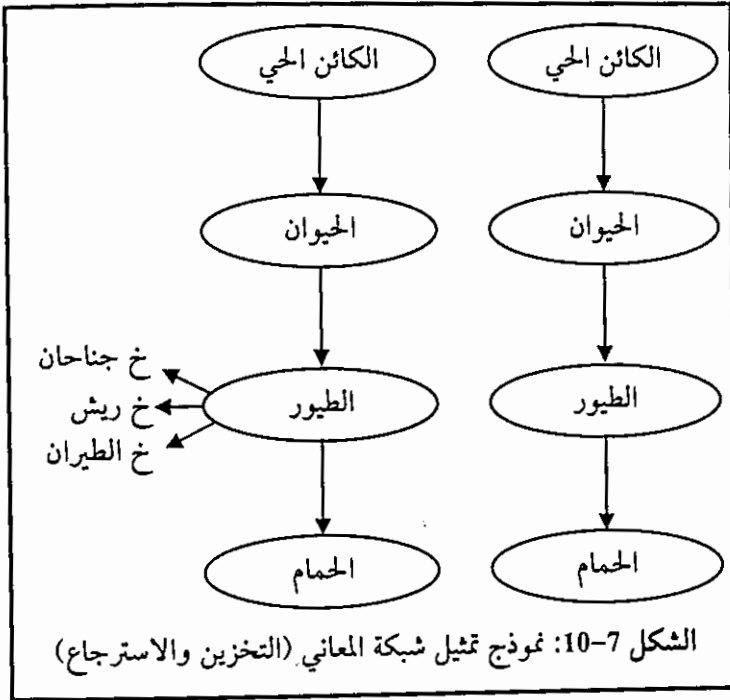 الكائن الحي
الكائن الحي
الحيوان
الحيوان
الطيور
الطيور
خ جناحان
خ ريش
خ الطيران
الحمام
الحمام
الشكل 7-10: نموذج تمثيل شبكة المعاني (التخزين والاسترجاع)